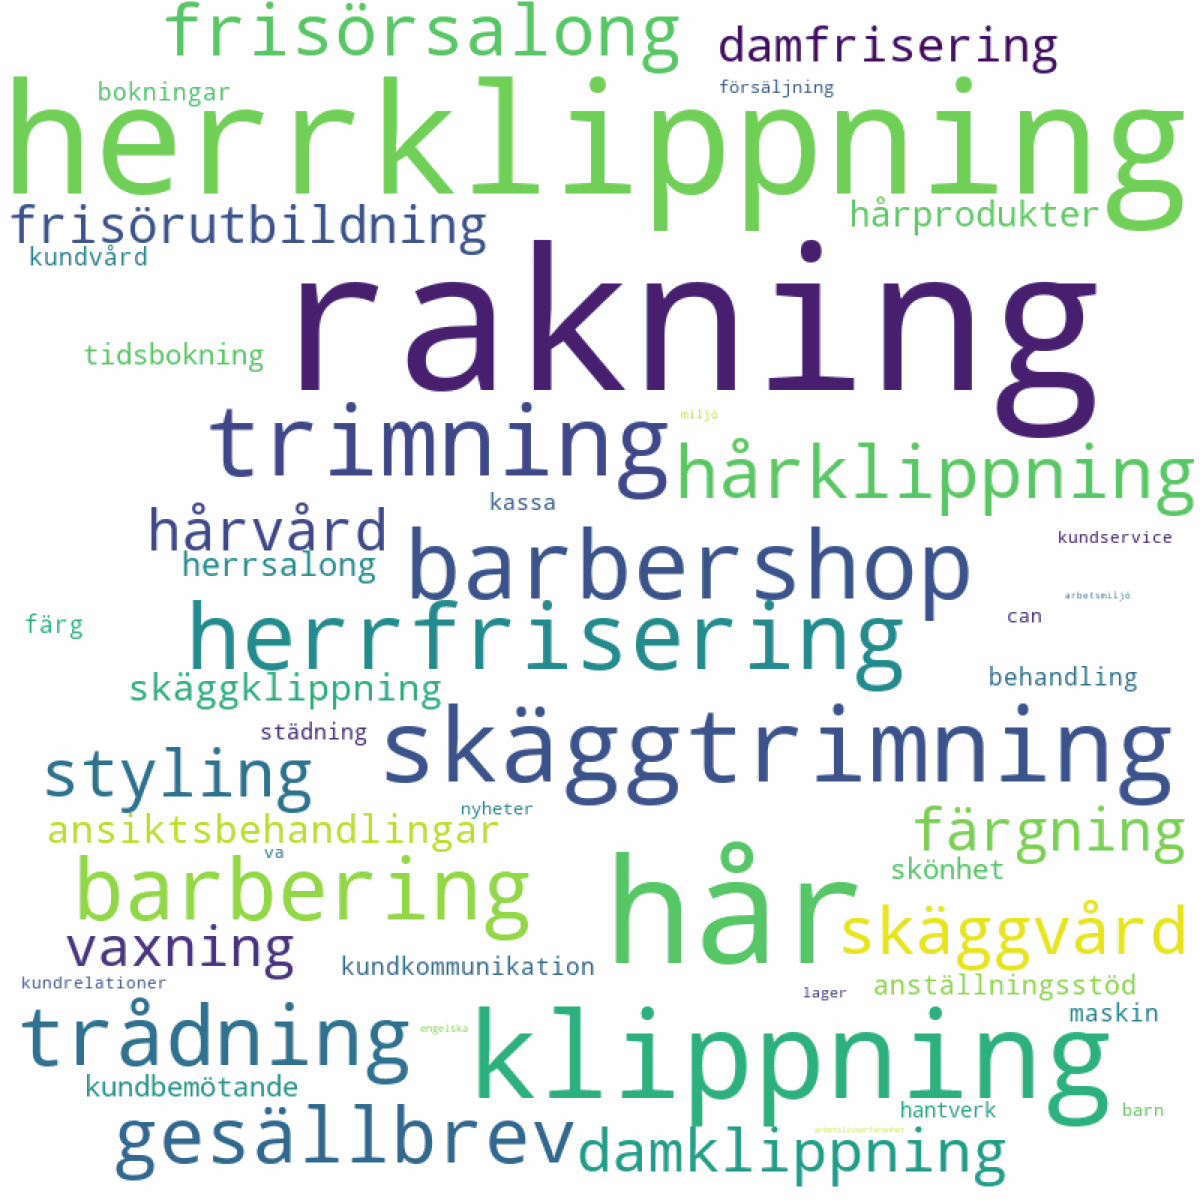 frisörsalong
damfrisering
bokningar
försäljning
herrklippning
frisörutbildning
hårprodukter
kundvård
rakning
tidsbokning
trimning
miljö
hårklippning
kassa
hårvård
barbershop
kundservice
herrsalong
arbetsmiljö
färg
herrfrisering
can
skäggklippning
behandling
städning
skäggtrimning
styling
nyheter
ansiktsbehandlingar
färgning
va
barbering
hår
skönhet
vaxning
skäggvård
kundkommunikation
kundrelationer
lager
anställningsstöd
trådning
engelska
klippning
maskin
kundbemötande
hantverk
barn
gesällbrev
arbetslivserfarenhet
damklippning